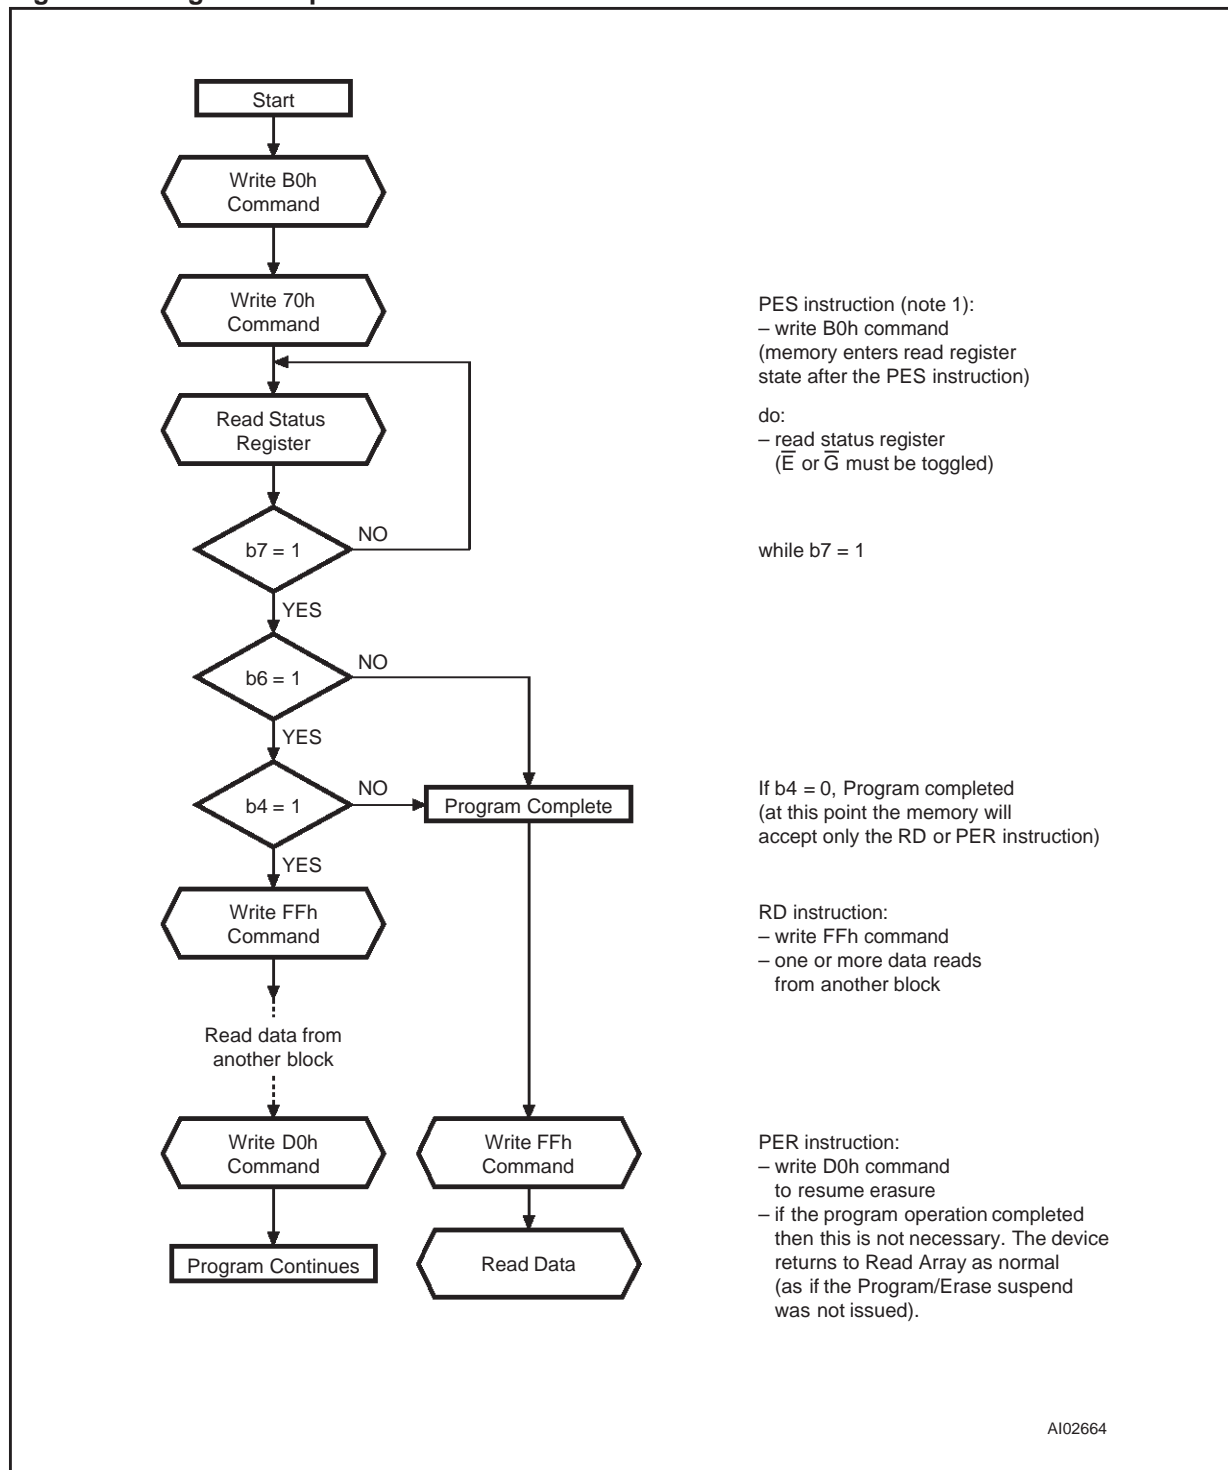 Start
Write B0h
Command
Write 70h
Command
Read Status
Register
b7 = 1
NO
YES
b6 = 1
NO
YES
b4 = 1
NO
YES
Program Complete
Write FFh
Command
Read data from
another block
Write D0h
Command
Program Continues
Write FFh
Command
Read Data
PES instruction (note 1):
– write B0h command
(memory enters read register
state after the PES instruction)
do:
– read status register
(E̅ or G̅ must be toggled)
while b7 = 1
If b4 = 0, Program completed
(at this point the memory will
accept only the RD or PER instruction)
RD instruction:
– write FFh command
– one or more data reads
from another block
PER instruction:
– write D0h command
to resume erasure
– if the program operation completed
then this is not necessary. The device
returns to Read Array as normal
(as if the Program/Erase suspend
was not issued).
AI02664